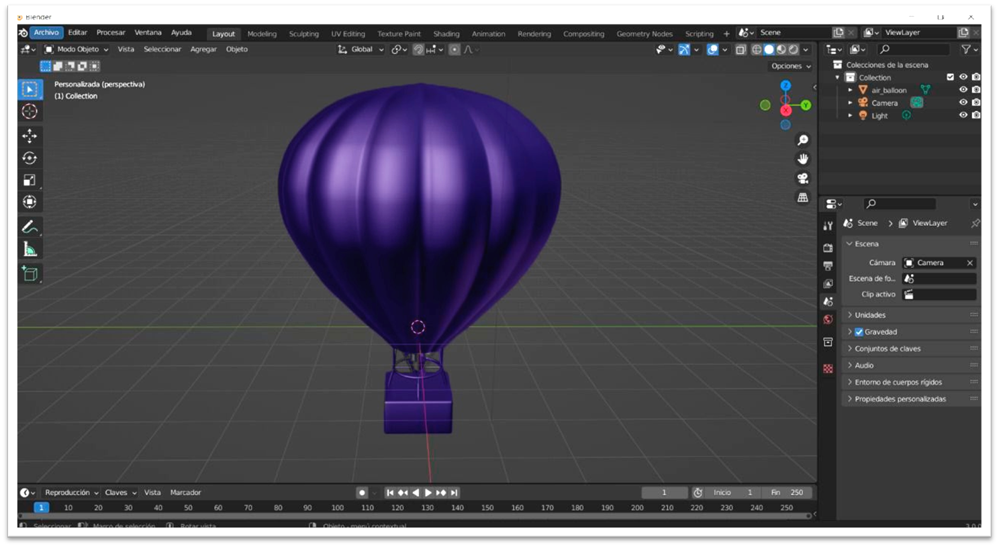 Blender
Archivo Editar Procesar Ventana Ayuda Layout Modeling Sculpting UV Editing Texture Paint Shading Animation Rendering Compositing Geometry Nodes Scripting + Scene ViewLayer
Modo Objeto Vista Seleccionar Agregar Objeto Global
Opciones
Personalizada (perspectiva)
(1) Collection
Z
Y
X
Colecciones de la escena
Collection
air_balloon
Camera
Light
Scene > ViewLayer
Escena
Cámara Camera
Escena de fo...
Clip activo
Unidades
Gravedad
Conjuntos de claves
Audio
Entorno de cuerpos rígidos
Propiedades personalizadas
Reproducción Claves Vista Marcador 1 Inicio 1 Fin 250
1 10 20 30 40 50 60 70 80 90 100 110 120 130 140 150 160 170 180 190 200 210 220 230 240 250
Seleccionar Marco de selección Rotar vista Objeto - menú contextual 3.0.0